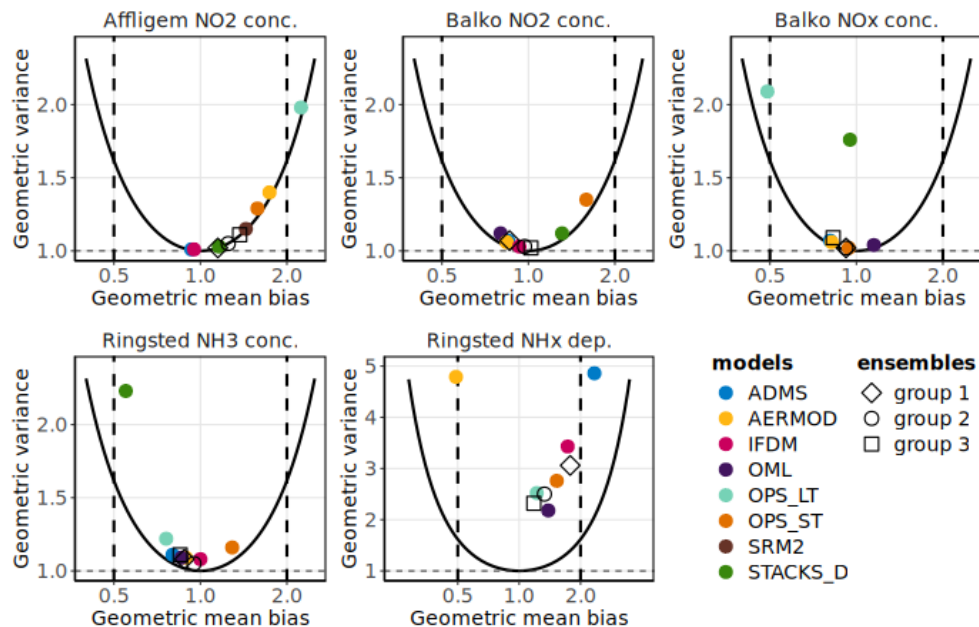 Affligem NO2 conc.
Geometric variance
2.0
1.5
1.0
0.5
1.0
2.0
Geometric mean bias
Balko NO2 conc.
Geometric variance
2.0
1.5
1.0
0.5
1.0
2.0
Geometric mean bias
Balko NOx conc.
Geometric variance
2.0
1.5
1.0
0.5
1.0
2.0
Geometric mean bias
Ringsted NH3 conc.
Geometric variance
2.0
1.5
1.0
0.5
1.0
2.0
Geometric mean bias
Ringsted NHx dep.
Geometric variance
5
4
3
2
1
0.5
1.0
2.0
Geometric mean bias
models
ADMS
AERMOD
IFDM
OML
OPS_LT
OPS_ST
SRM2
STACKS_D
ensembles
group 1
group 2
group 3